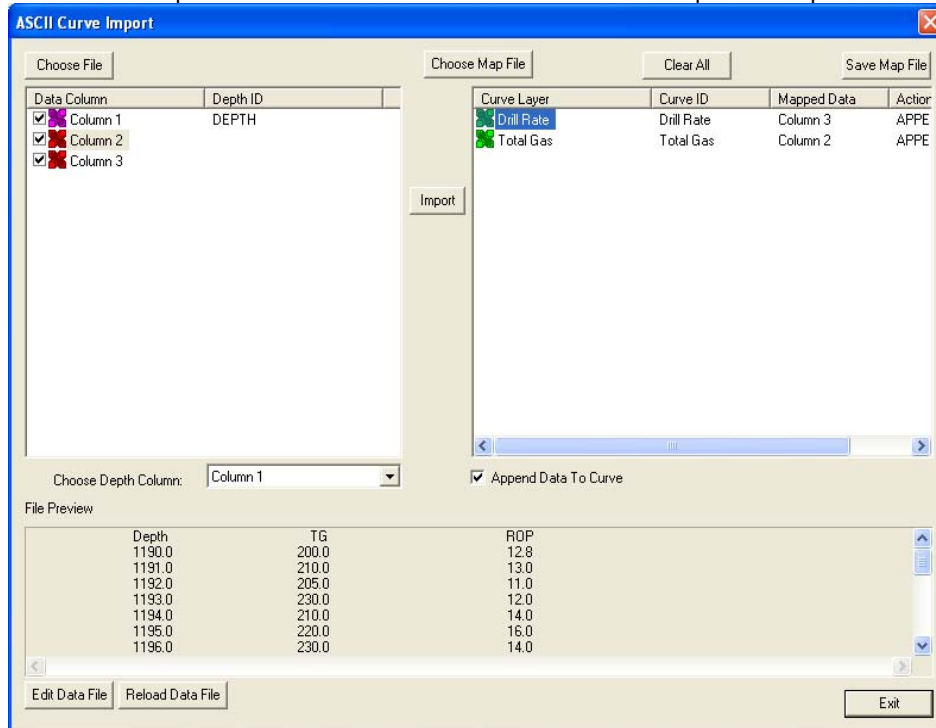 ASCII Curve Import
Choose File Choose Map File Clear All Save Map File
Data Column Depth ID
Column 1 DEPTH
Column 2
Column 3
Import
Curve Layer Curve ID Mapped Data Action
Drill Rate Drill Rate Column 3 APPE
Total Gas Total Gas Column 2 APPE
Choose Depth Column: Column 1
Append Data To Curve
File Preview
Depth TG ROP
1190.0 200.0 12.8
1191.0 210.0 13.0
1192.0 205.0 11.0
1193.0 230.0 12.0
1194.0 210.0 14.0
1195.0 220.0 16.0
1196.0 230.0 14.0
Edit Data File Reload Data File Exit